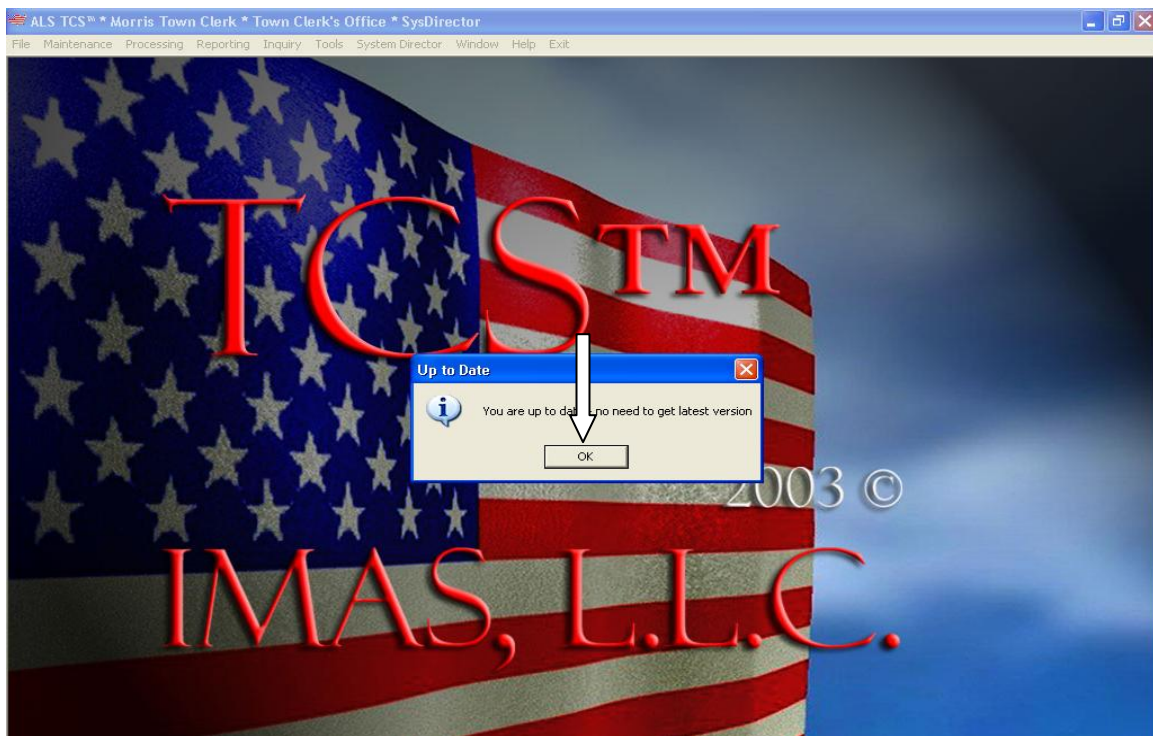 ALS TCS™ * Morris Town Clerk * Town Clerk's Office * SysDirector
File Maintenance Processing Reporting Inquiry Tools System Director Window Help Exit
TCS™
Up to Date
You are up to dat no need to get latest version
OK
2003 ©
IMAS, L.L.C.